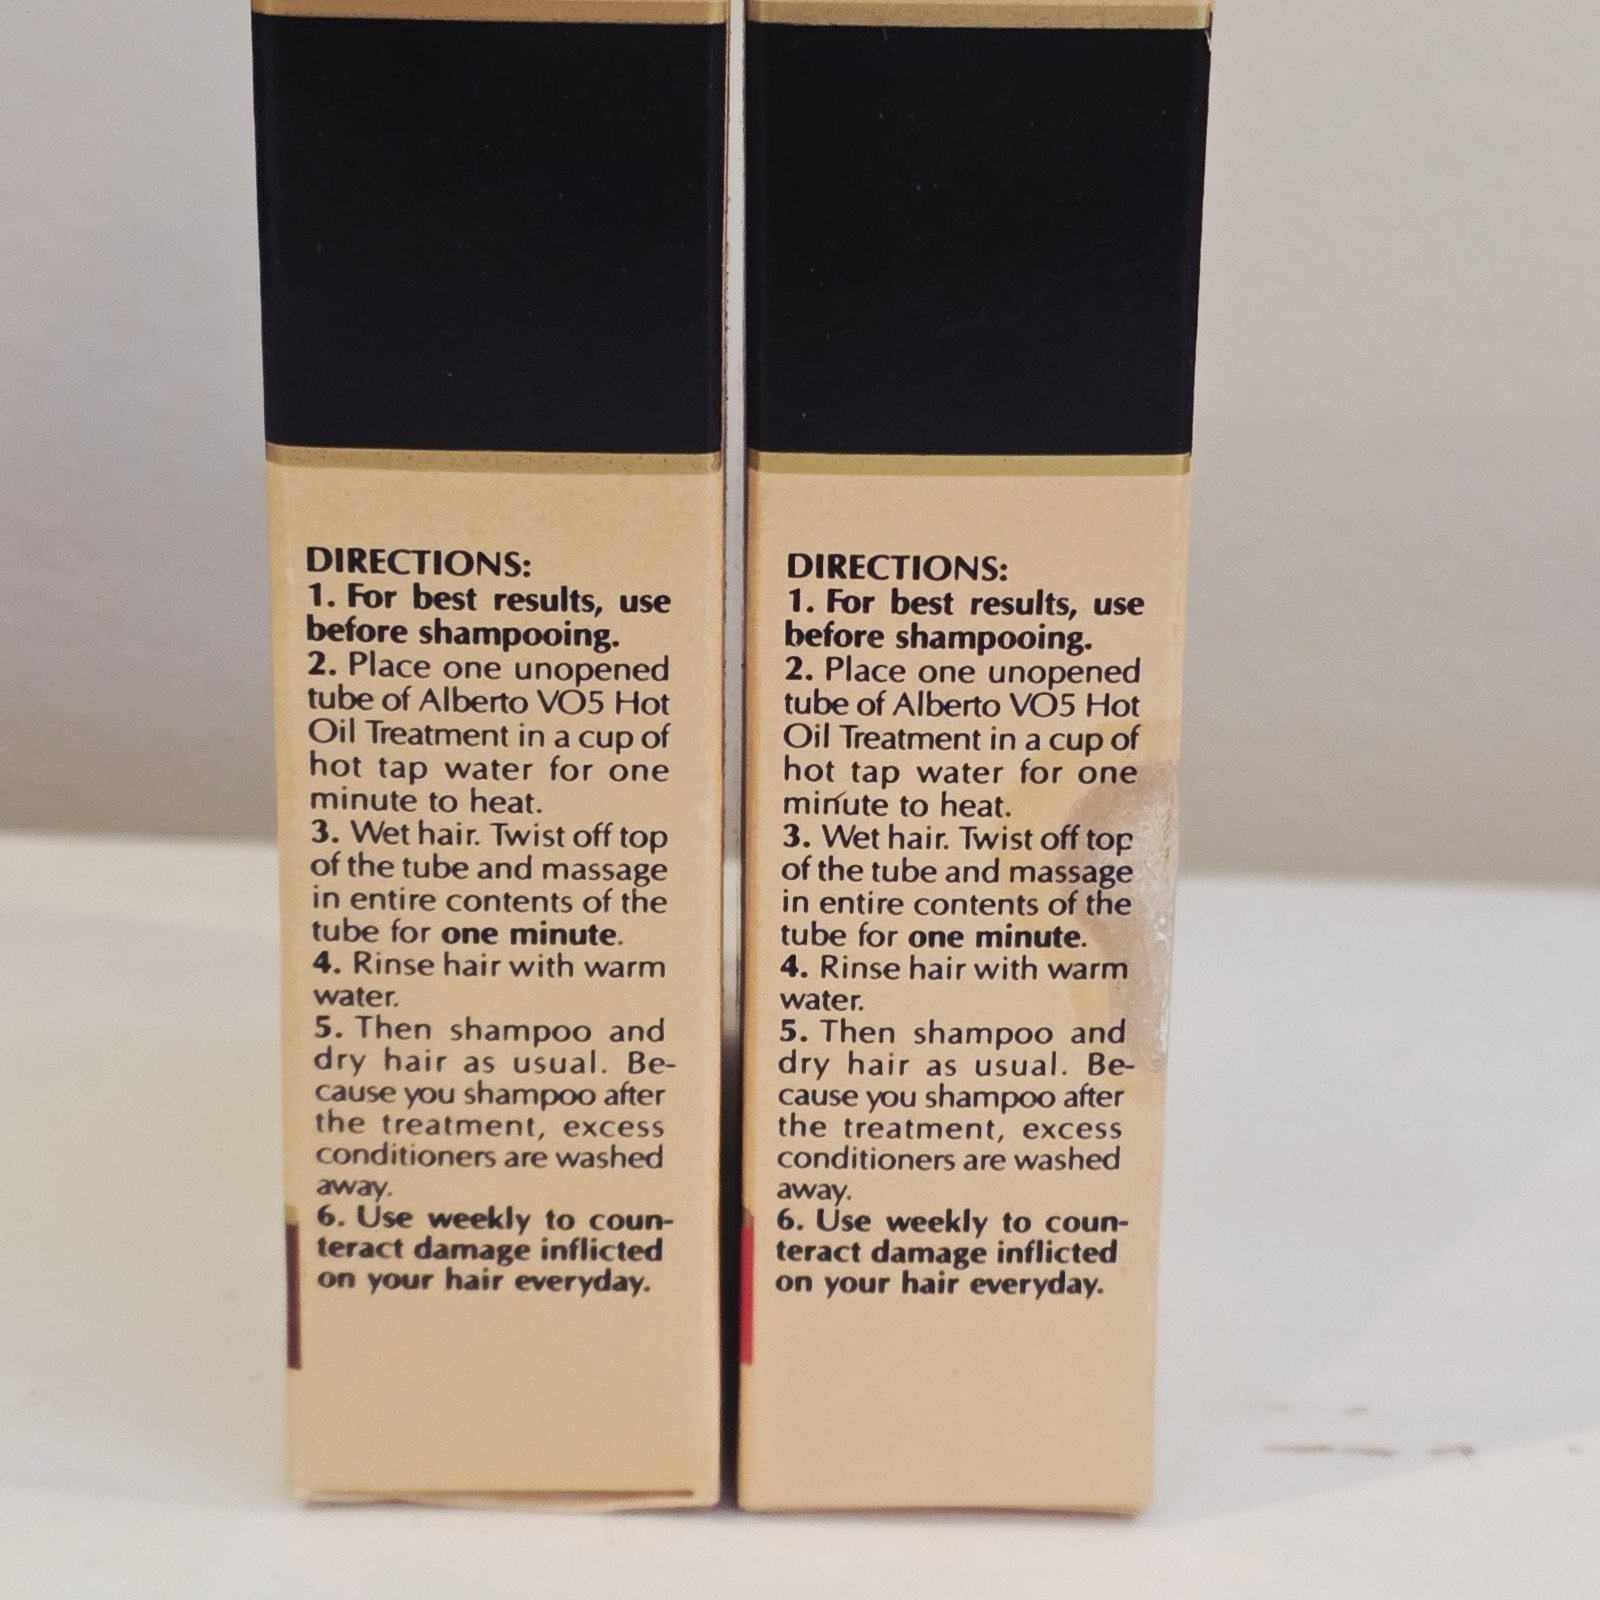 DIRECTIONS:
1. For best results, use
before shampooing.
2. Place one unopened
tube of Alberto VO5 Hot
Oil Treatment in a cup of
hot tap water for one
minute to heat.
3. Wet hair. Twist off top
of the tube and massage
in entire contents of the
tube for one minute.
4. Rinse hair with warm
water.
5. Then shampoo and
dry hair as usual. Be-
cause you shampoo after
the treatment, excess
conditioners are washed
away.
6. Use weekly to coun-
teract damage inflicted
on your hair everyday.
DIRECTIONS:
1. For best results, use
before shampooing.
2. Place one unopened
tube of Alberto VO5 Hot
Oil Treatment in a cup of
hot tap water for one
minute to heat.
3. Wet hair. Twist off top
of the tube and massage
in entire contents of the
tube for one minute.
4. Rinse hair with warm
water.
5. Then shampoo and
dry hair as usual. Be-
cause you shampoo after
the treatment, excess
conditioners are washed
away.
6. Use weekly to coun-
teract damage inflicted
on your hair everyday.